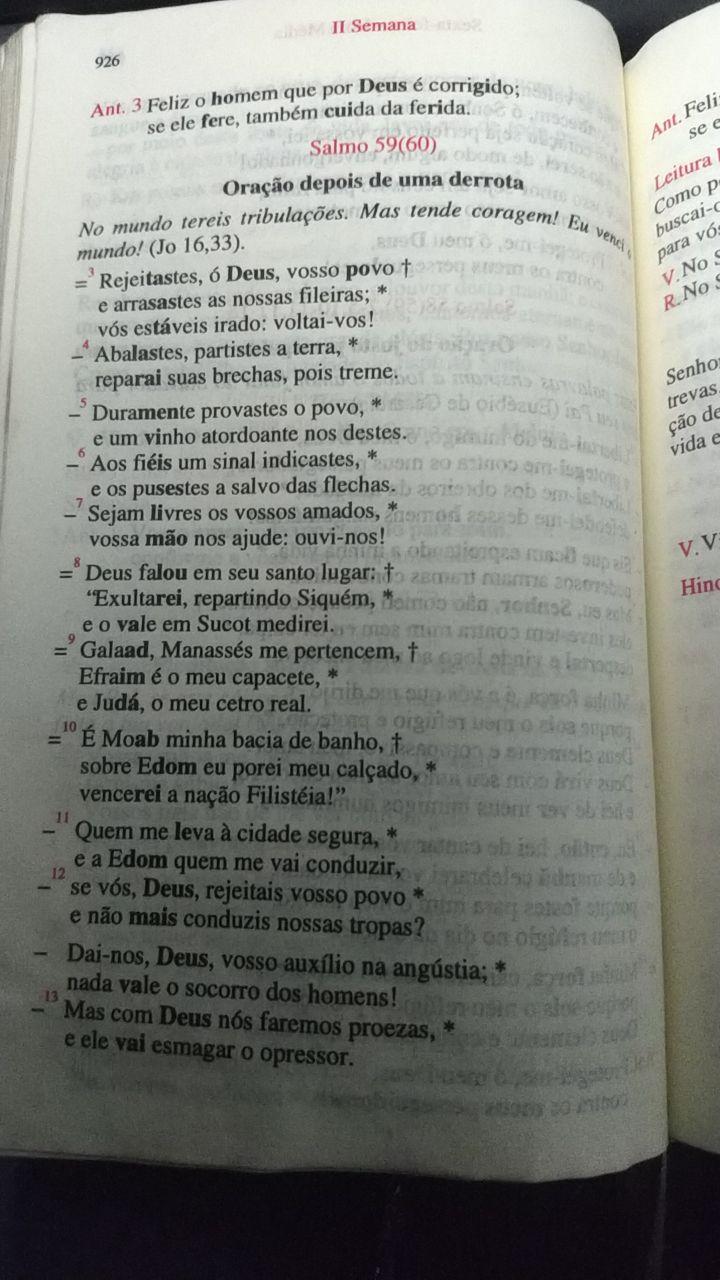 II Semana
926
Ant. 3 Feliz o homem que por Deus é corrigido;
se ele fere, também cuida da ferida.
Salmo 59(60)
Oração depois de uma derrota
No mundo tereis tribulações. Mas tende coragem! Eu venci o
mundo! (Jo 16,33).
=3 Rejeitastes, ó Deus, vosso povo †
e arrasastes as nossas fileiras; *
vós estáveis irado: voltai-vos!
–4 Abalastes, partistes a terra, *
reparai suas brechas, pois treme.
–5 Duramente provastes o povo, *
e um vinho atordoante nos destes.
–6 Aos fiéis um sinal indicastes, *
e os pusestes a salvo das flechas.
–7 Sejam livres os vossos amados, *
vossa mão nos ajude: ouvi-nos!
=8 Deus falou em seu santo lugar: †
“Exultarei, repartindo Siquém, *
e o vale em Sucot medirei.
=9 Galaad, Manassés me pertencem, †
Efraim é o meu capacete, *
e Judá, o meu cetro real.
=10 É Moab minha bacia de banho, †
sobre Edom eu porei meu calçado, *
vencerei a nação Filistéia!”
–11 Quem me leva à cidade segura, *
e a Edom quem me vai conduzir,
–12 se vós, Deus, rejeitais vosso povo *
e não mais conduzis nossas tropas?
– Dai-nos, Deus, vosso auxílio na angústia; *
nada vale o socorro dos homens!
–13 Mas com Deus nós faremos proezas, *
e ele vai esmagar o opressor.
Ant. Feliz
se e
Leitura
Como p
buscai-o
para vós
V. No S
R. No S
Senhor
trevas.
ção de
vida e
V. V
Hino